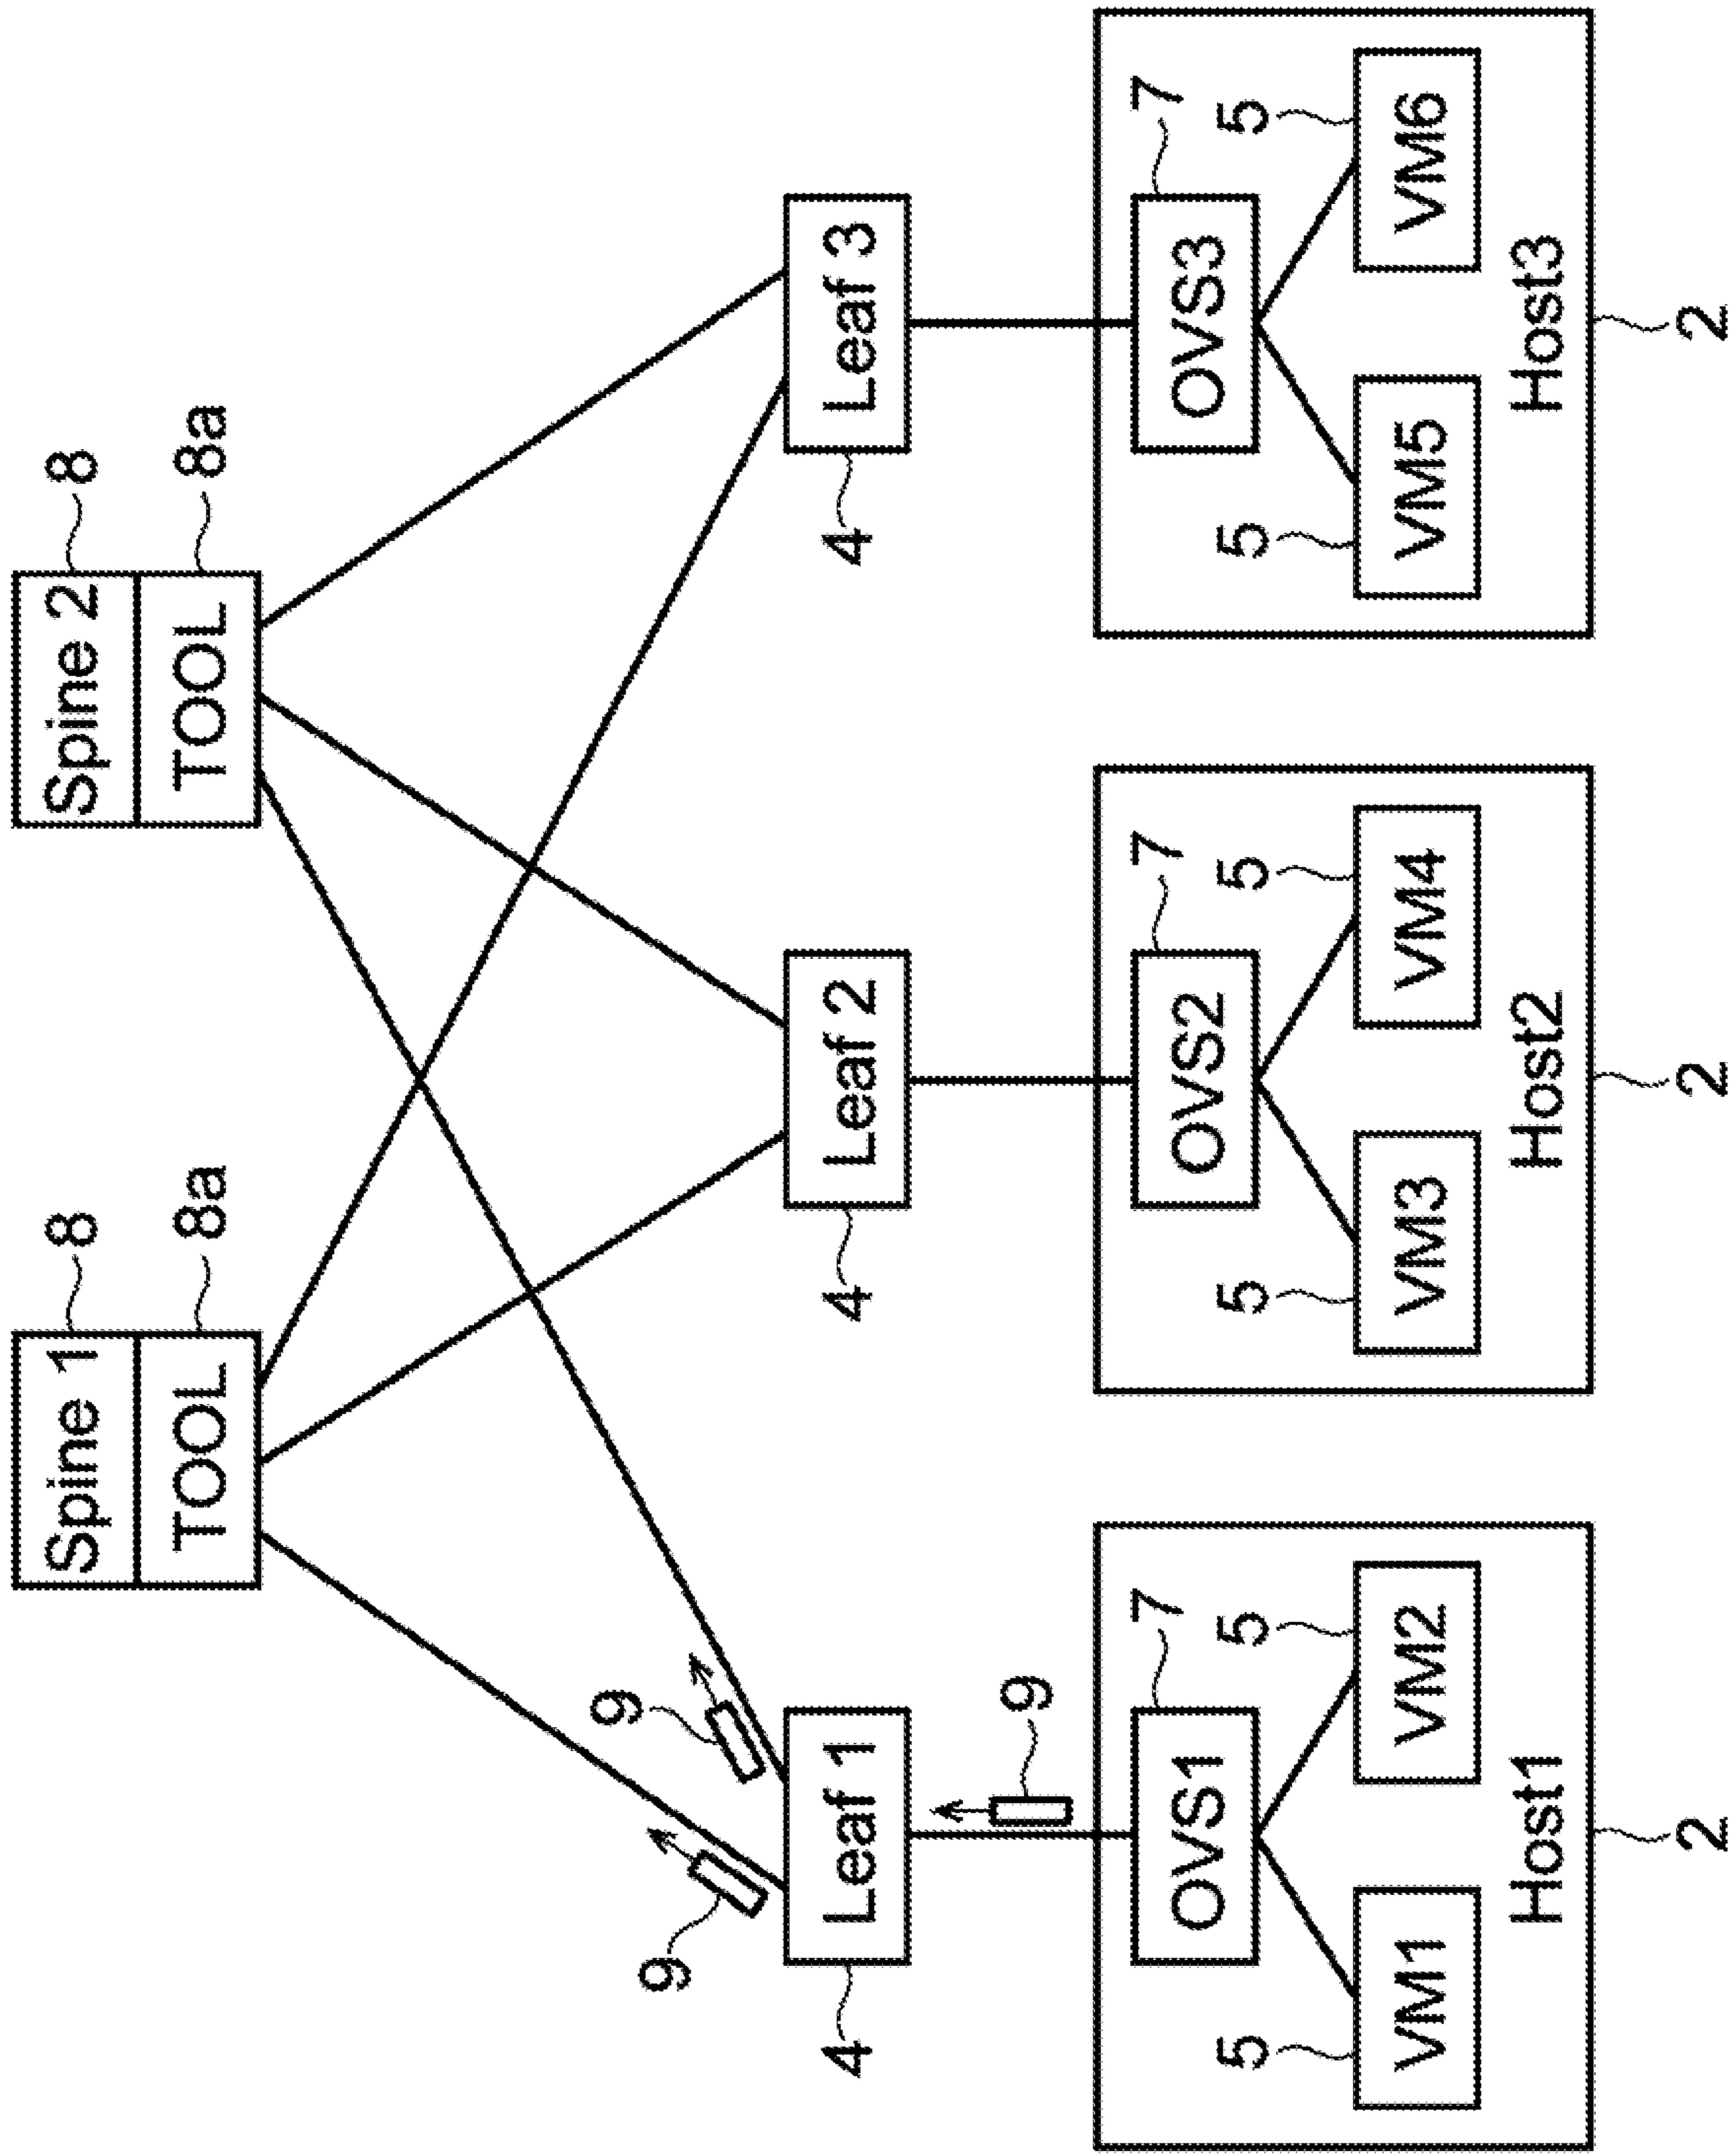 Spine 1
8
TOOL
8a
Spine 2
8
TOOL
8a
9
9
Leaf 1
4
Leaf 2
4
Leaf 3
4
9
OVS1
7
5
VM1
5
VM2
Host1
2
OVS2
7
5
VM3
5
VM4
Host2
2
OVS3
7
5
VM5
5
VM6
Host3
2